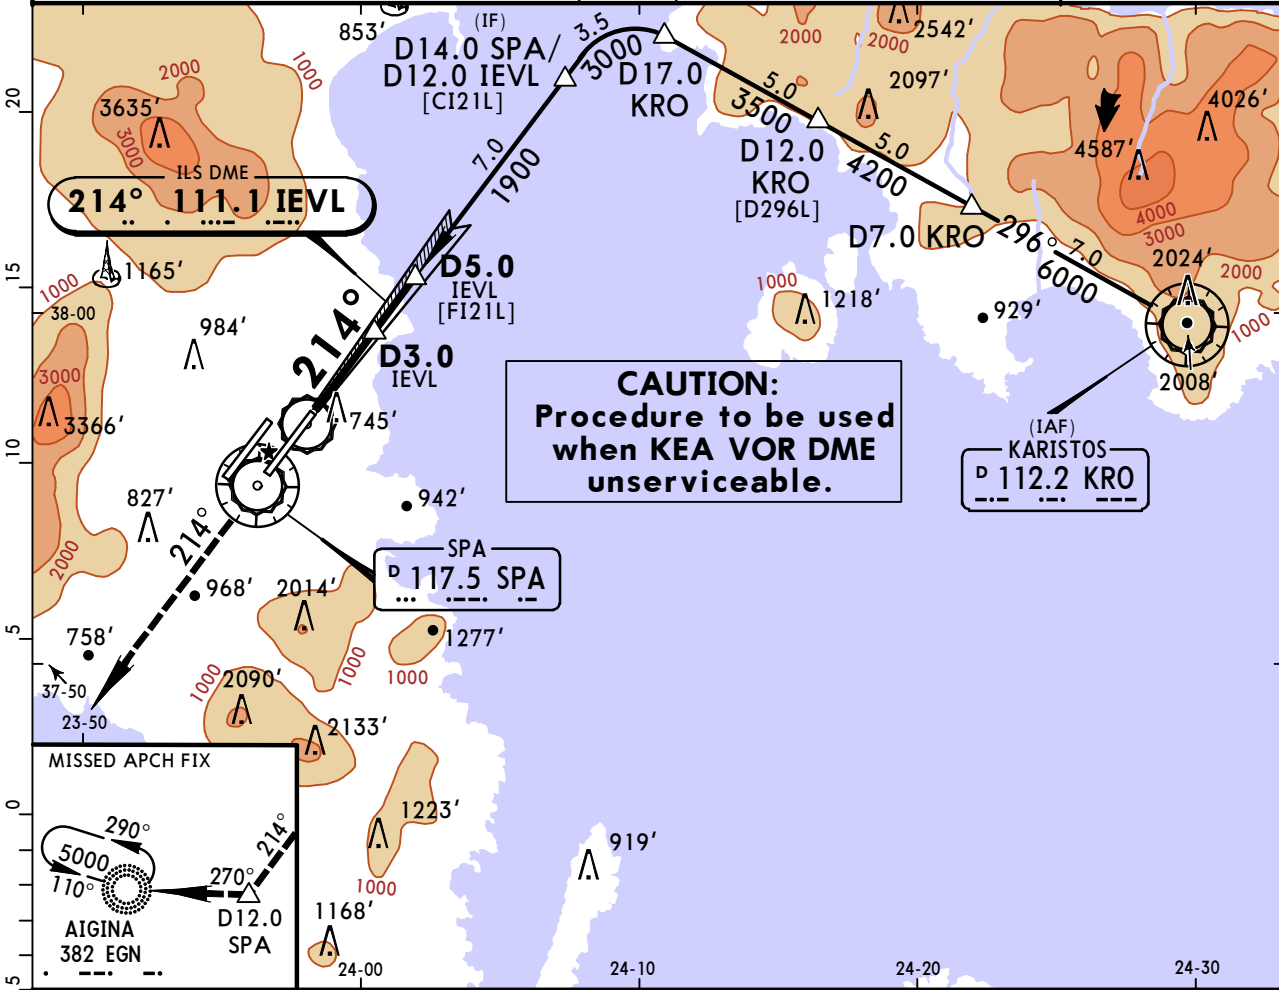 853'
(IF)
D14.0 SPA/
D12.0 IEVL
[CI21L]
3.5
3000
D17.0
KRO
2000
2000
2542'
2097'
5.0
3500
D12.0
KRO
[D296L]
5.0
4200
D7.0 KRO
296°
7.0
6000
4026'
4587'
4000
3000
2024'
2000
1000
2008'
1000
2000
3635'
3000
ILS DME
214° 111.1 IEVL
7.0
1900
1165'
1000
38-00
984'
D5.0
IEVL
[FI21L]
214°
D3.0
IEVL
745'
3000
3366'
1000
1218'
929'
CAUTION:
Procedure to be used
when KEA VOR DME
unserviceable.
(IAF)
KARISTOS
D 112.2 KRO
827'
214°
942'
SPA
D 117.5 SPA
2000
968'
2014'
758'
1277'
1000
1000
1000
37-50
23-50
2090'
2133'
MISSED APCH FIX
290°
5000
110°
270°
214°
D12.0
SPA
AIGINA
382 EGN
1223'
1000
919'
1168'
24-00
24-10
24-20
24-30
20
15
10
5
0
5